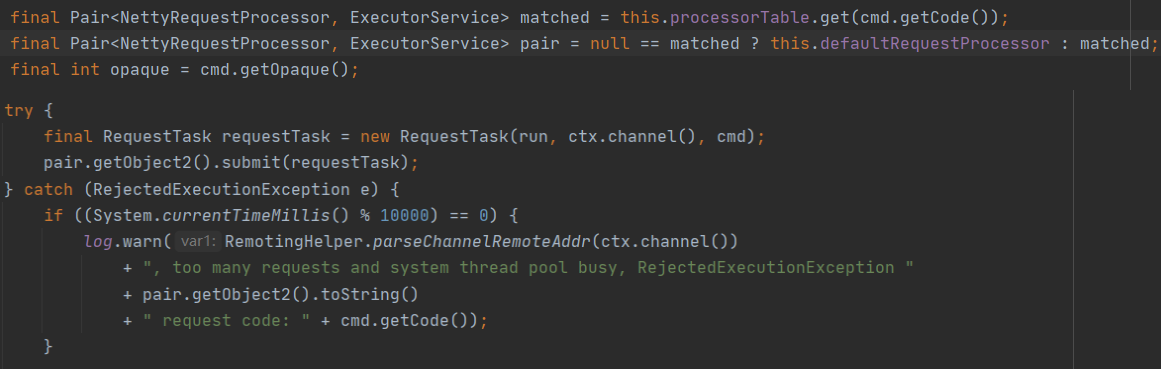 final Pair<NettyRequestProcessor, ExecutorService> matched = this.processorTable.get(cmd.getCode());
final Pair<NettyRequestProcessor, ExecutorService> pair = null == matched ? this.defaultRequestProcessor : matched;
final int opaque = cmd.getOpaque();
try {
    final RequestTask requestTask = new RequestTask(run, ctx.channel(), cmd);
    pair.getObject2().submit(requestTask);
} catch (RejectedExecutionException e) {
    if ((System.currentTimeMillis() % 10000) == 0) {
        log.warn( var1: RemotingHelper.parseChannelRemoteAddr(ctx.channel())
            + ", too many requests and system thread pool busy, RejectedExecutionException "
            + pair.getObject2().toString()
            + " request code: " + cmd.getCode());
    }